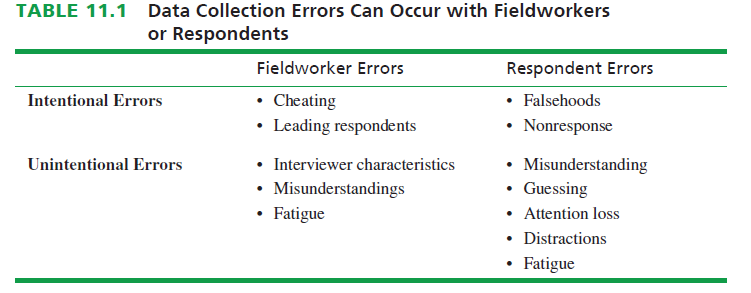 TABLE 11.1 Data Collection Errors Can Occur with Fieldworkers
or Respondents
Fieldworker Errors Respondent Errors
Intentional Errors • Cheating • Falsehoods
• Leading respondents • Nonresponse
Unintentional Errors • Interviewer characteristics • Misunderstanding
• Misunderstandings • Guessing
• Fatigue • Attention loss
• Distractions
• Fatigue